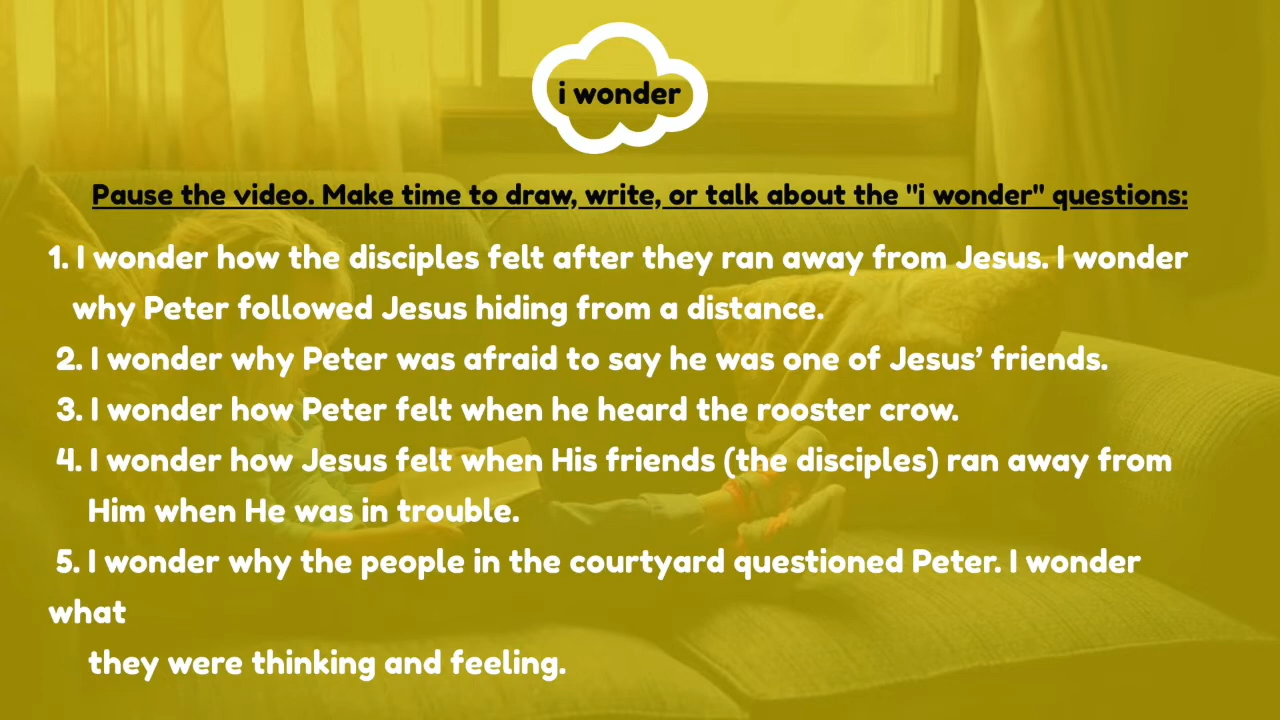 i wonder
Pause the video. Make time to draw, write, or talk about the "i wonder" questions:
1. I wonder how the disciples felt after they ran away from Jesus. I wonder
why Peter followed Jesus hiding from a distance.
2. I wonder why Peter was afraid to say he was one of Jesus’ friends.
3. I wonder how Peter felt when he heard the rooster crow.
4. I wonder how Jesus felt when His friends (the disciples) ran away from
Him when He was in trouble.
5. I wonder why the people in the courtyard questioned Peter. I wonder
what
they were thinking and feeling.